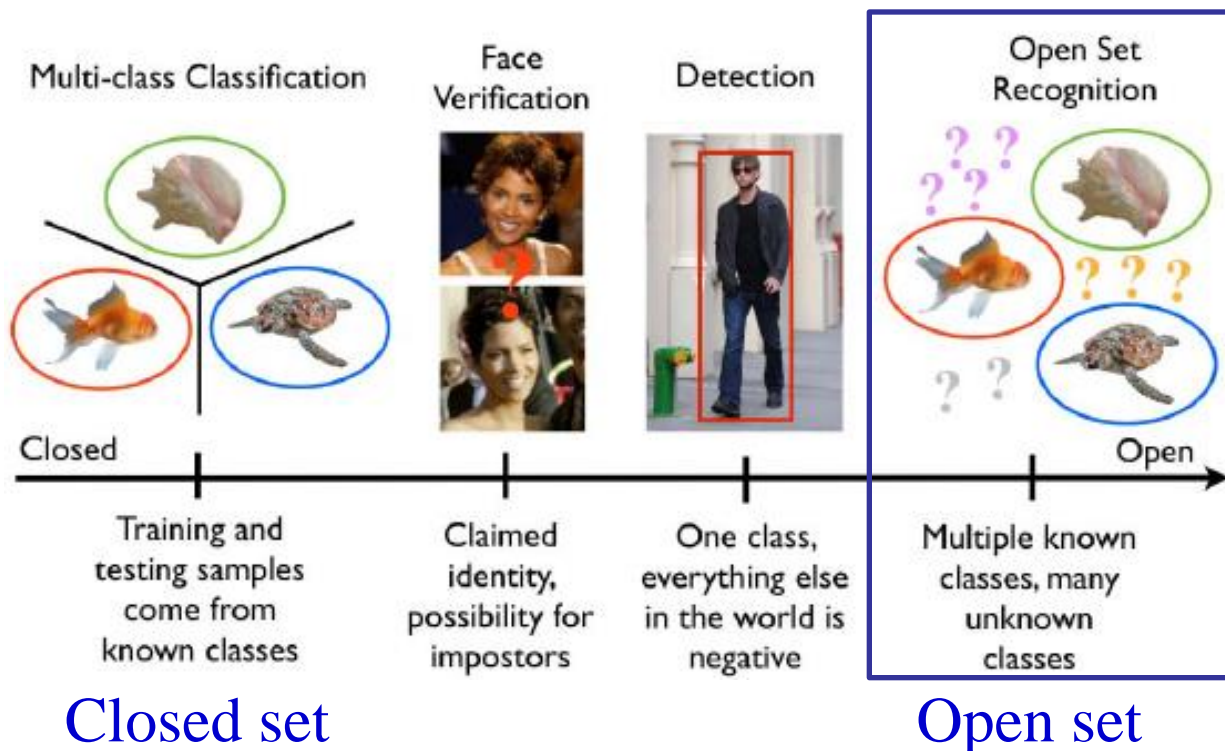 Multi-class Classification
Face
Verification
?
Detection
Open Set
Recognition
? ?
? ?
? ? ?
? ?
Closed
Open
Training and
testing samples
come from
known classes
Claimed
identity,
possibility for
impostors
One class,
everything else
in the world is
negative
Multiple known
classes, many
unknown
classes
Closed set
Open set